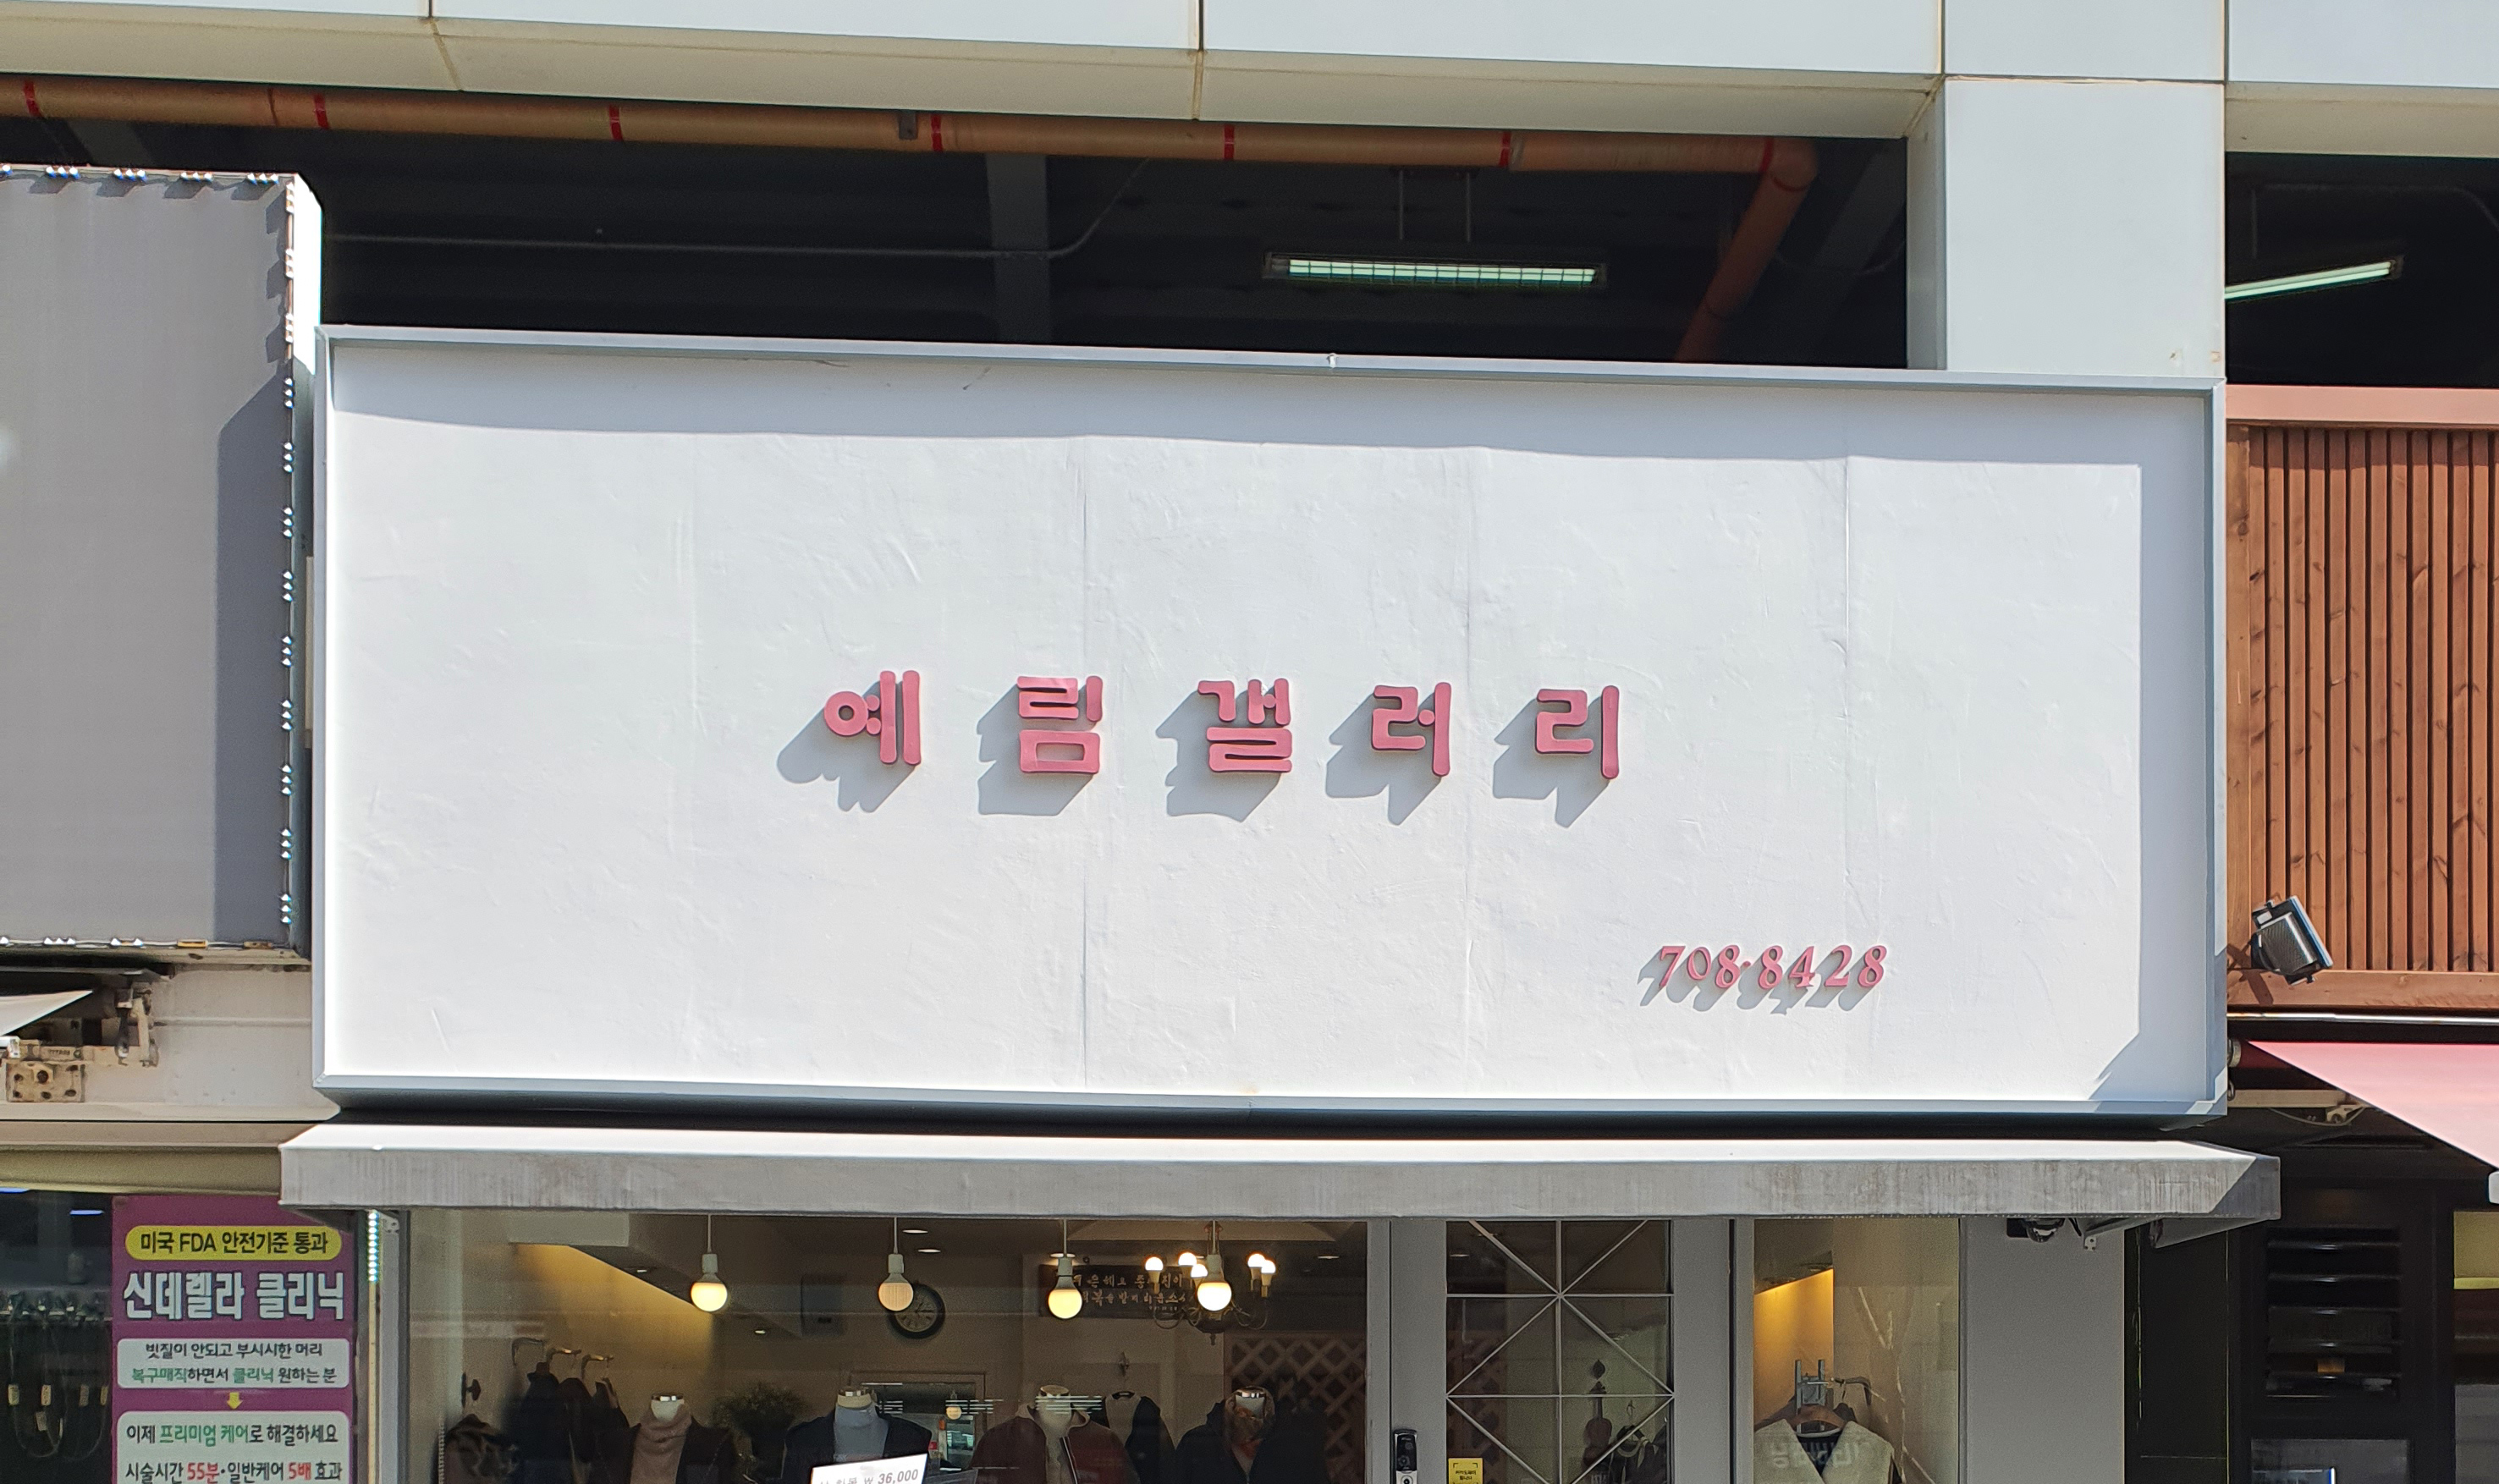 예림갤러리
708·8428
미국 FDA 안전기준 통과
신데렐라 클리닉
빗질이 안되고 부시시한 머리
복구매직하면서 클리닉 원하는 분
이제 프리미엄 케어로 해결하세요
시술시간 55분·일반케어 5배 효과
₩ 36,000